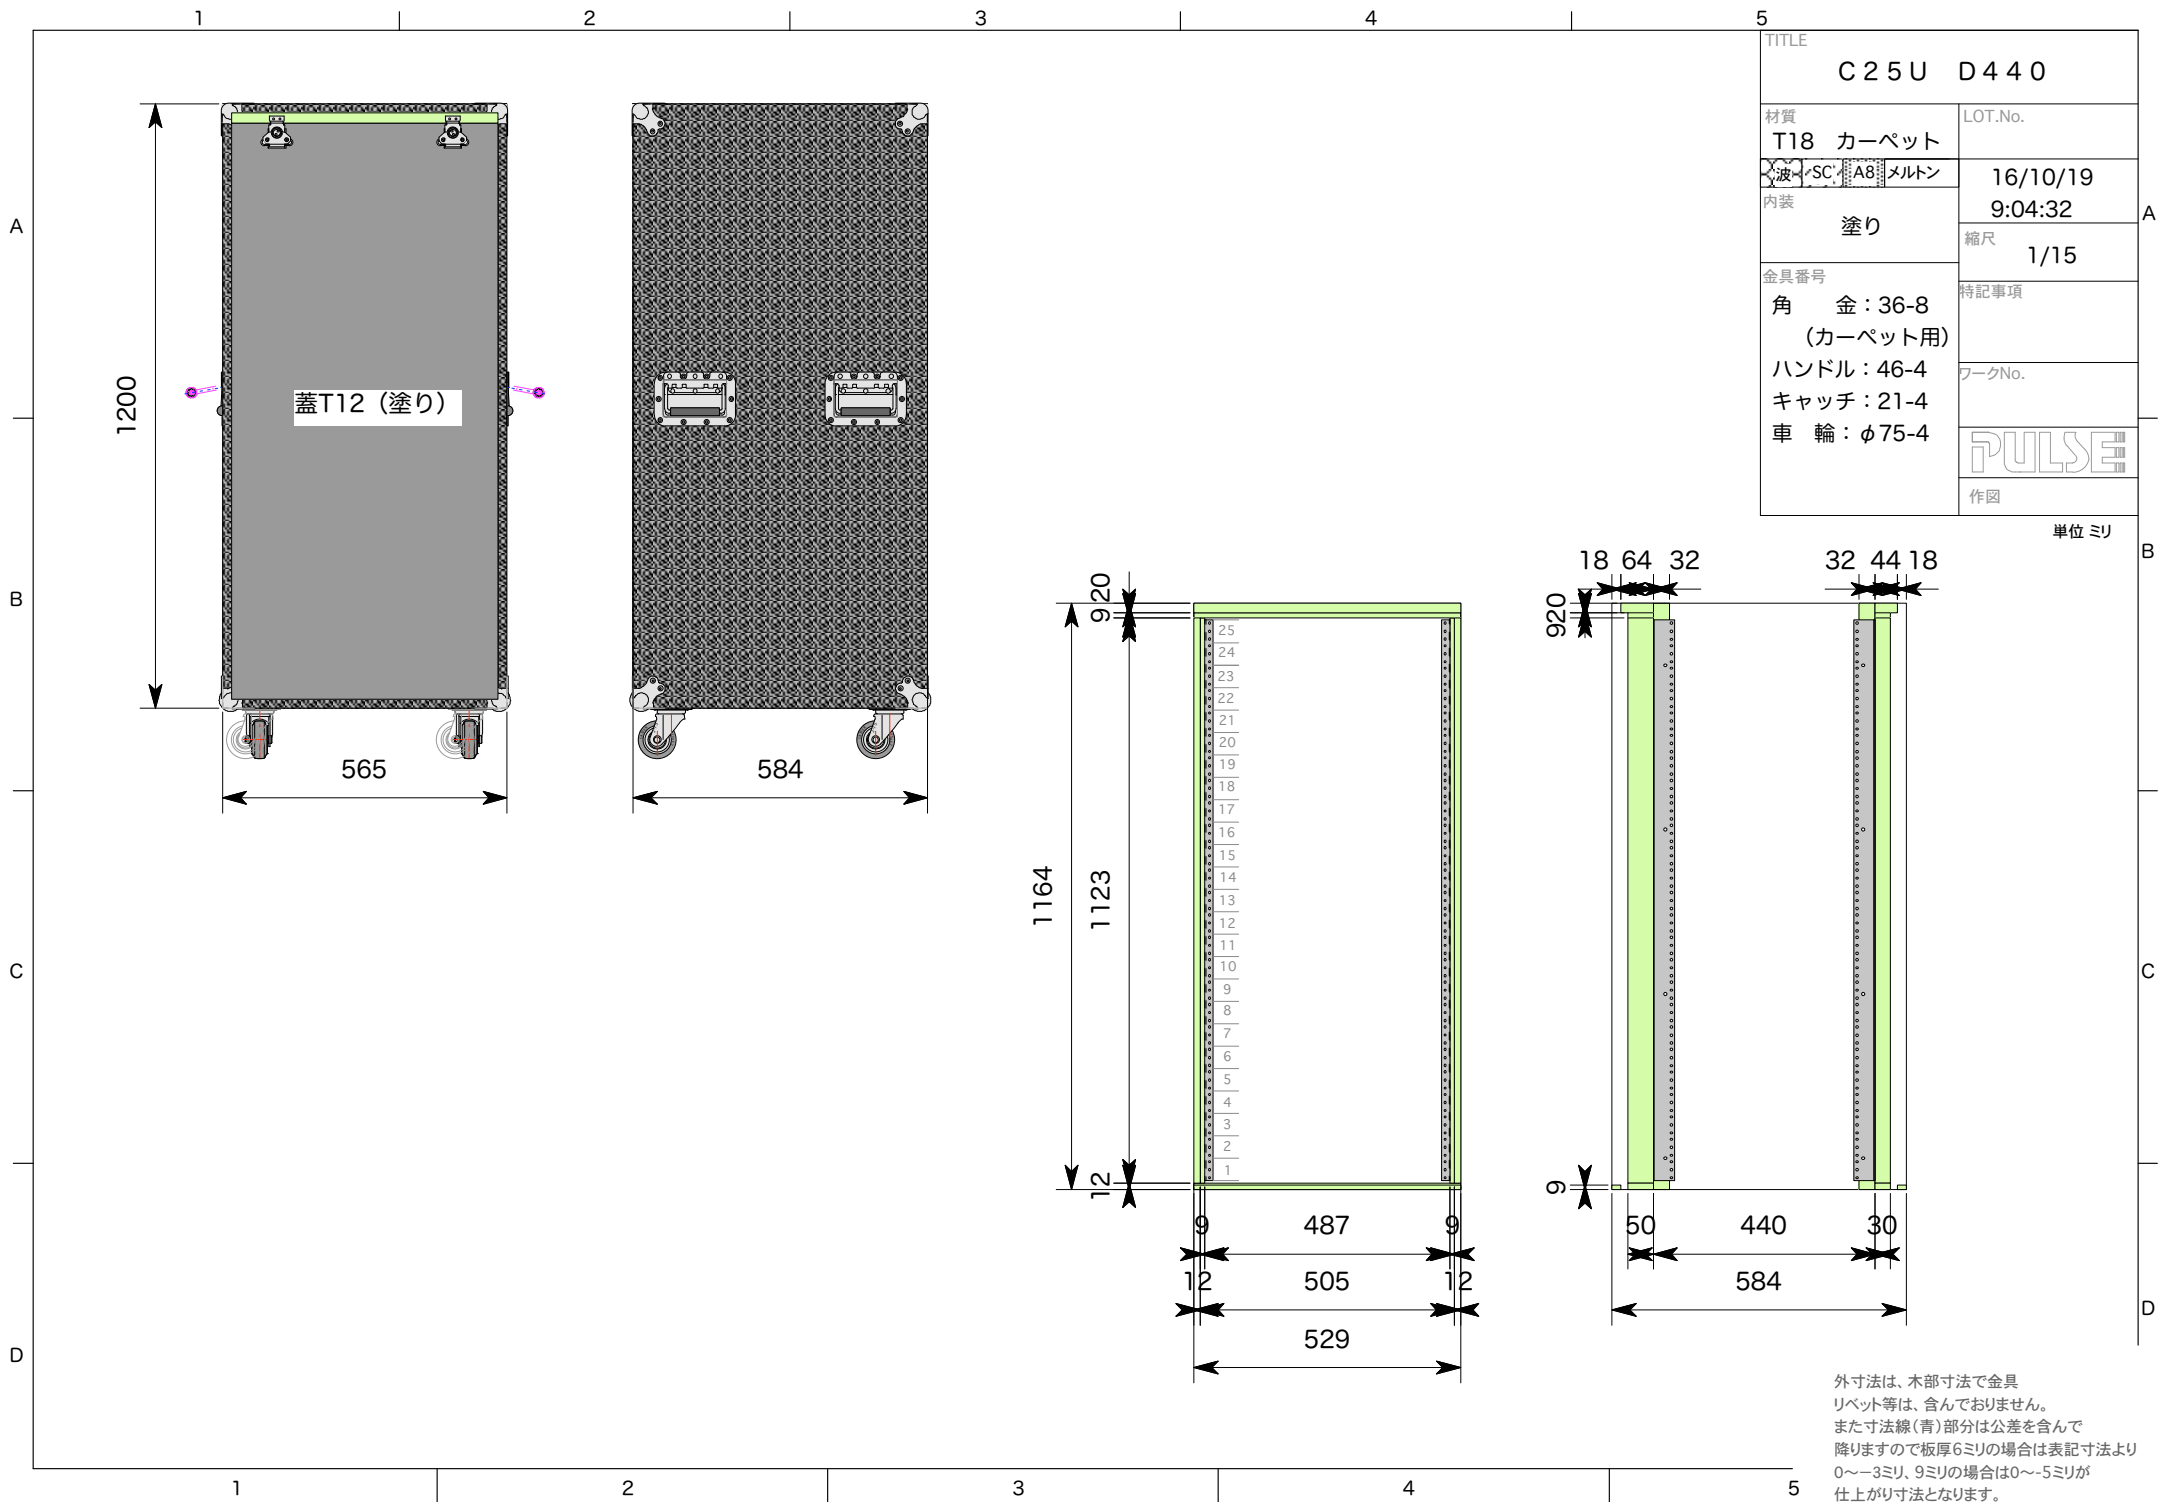 1 2 3 4 5
TITLE
C25U D440
材質
T18 カーペット
LOT.No.
波 SC A8 メルトン
16/10/19
9:04:32
内装
塗り
縮尺
1/15
金具番号
角　　金：36-8
（カーペット用）
ハンドル：46-4
キャッチ：21-4
車　輪：φ75-4
特記事項
ワークNo.
PULSE
作図
単位 ミリ
A
A
B
B
C
C
D
D
1200
蓋T12（塗り）
565
584
920
1164
1123
12
25
24
23
22
21
20
19
18
17
16
15
14
13
12
11
10
9
8
7
6
5
4
3
2
1
9 487 9
12 505 12
529
18 64 32 32 44 18
920
9
50 440 30
584
外寸法は、木部寸法で金具
リベット等は、含んでおりません。
また寸法線（青）部分は公差を含んで
降りますので板厚6ミリの場合は表記寸法より
0〜−3ミリ、9ミリの場合は0〜-5ミリが
仕上がり寸法となります。
1 2 3 4 5